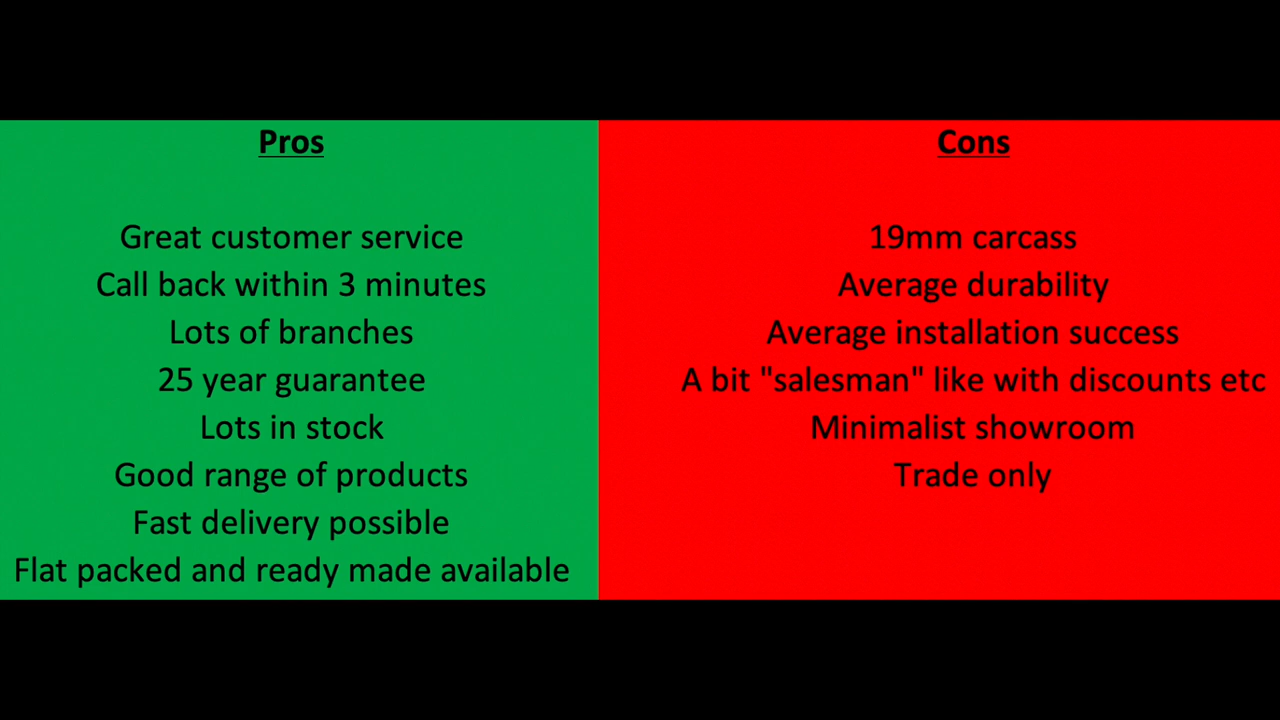 Pros
Great customer service
Call back within 3 minutes
Lots of branches
25 year guarantee
Lots in stock
Good range of products
Fast delivery possible
Flat packed and ready made available
Cons
19mm carcass
Average durability
Average installation success
A bit "salesman" like with discounts etc
Minimalist showroom
Trade only